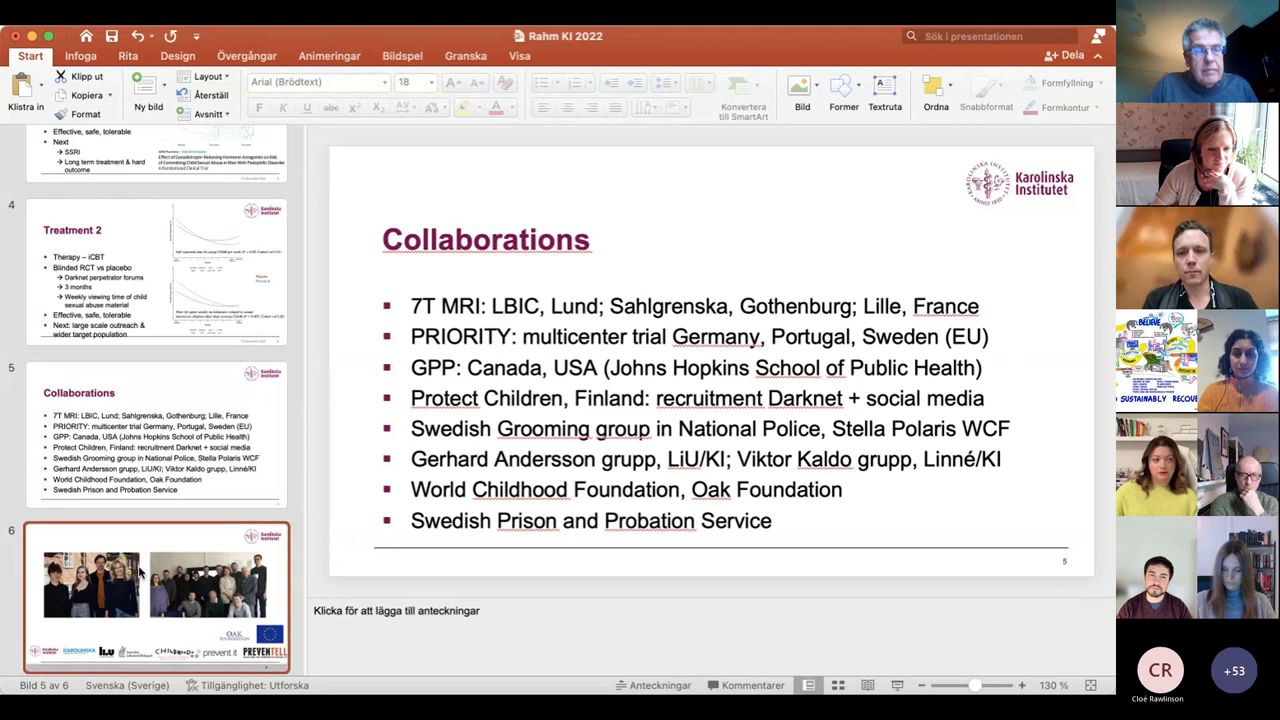 Rahm KI 2022
Sök i presentationen
Start
Infoga
Rita
Design
Övergångar
Animeringar
Bildspel
Granska
Visa
Dela
Klistra in
Klipp ut
Kopiera
Format
Ny bild
Layout
Återställ
Avsnitt
Arial (Brödtext)
18
F K U abc
Konvertera
till SmartArt
Bild
Former
Textruta
Ordna
Snabbformat
Formfyllning
Formkontur
Effective, safe, tolerable
Next
SSRI
Long term treatment & hard
outcome
4
Treatment 2
Therapy – iCBT
Blinded RCT vs placebo
Darknet perpetrator forums
3 months
Weekly viewing time of child
sexual abuse material
Effective, safe, tolerable
Next: large scale outreach &
wider target population
5
Collaborations
7T MRI: LBIC, Lund; Sahlgrenska, Gothenburg; Lille, France
PRIORITY: multicenter trial Germany, Portugal, Sweden (EU)
GPP: Canada, USA (Johns Hopkins School of Public Health)
Protect Children, Finland: recruitment Darknet + social media
Swedish Grooming group in National Police, Stella Polaris WCF
Gerhard Andersson grupp, LiU/KI; Viktor Kaldo grupp, Linné/KI
World Childhood Foundation, Oak Foundation
Swedish Prison and Probation Service
6
Karolinska
Institutet
OAK
FOUNDATION
KAROLINSKA
li.u
prevent it
PREVENTELL
Karolinska
Institutet
Collaborations
7T MRI: LBIC, Lund; Sahlgrenska, Gothenburg; Lille, France
PRIORITY: multicenter trial Germany, Portugal, Sweden (EU)
GPP: Canada, USA (Johns Hopkins School of Public Health)
Protect Children, Finland: recruitment Darknet + social media
Swedish Grooming group in National Police, Stella Polaris WCF
Gerhard Andersson grupp, LiU/KI; Viktor Kaldo grupp, Linné/KI
World Childhood Foundation, Oak Foundation
Swedish Prison and Probation Service
5
Klicka för att lägga till anteckningar
Bild 5 av 6
Svenska (Sverige)
Tillgänglighet: Utforska
Anteckningar
Kommentarer
130 %
BELIEVE
SUSTAINABLY RECOVE
CR
Cloé Rawlinson
+53